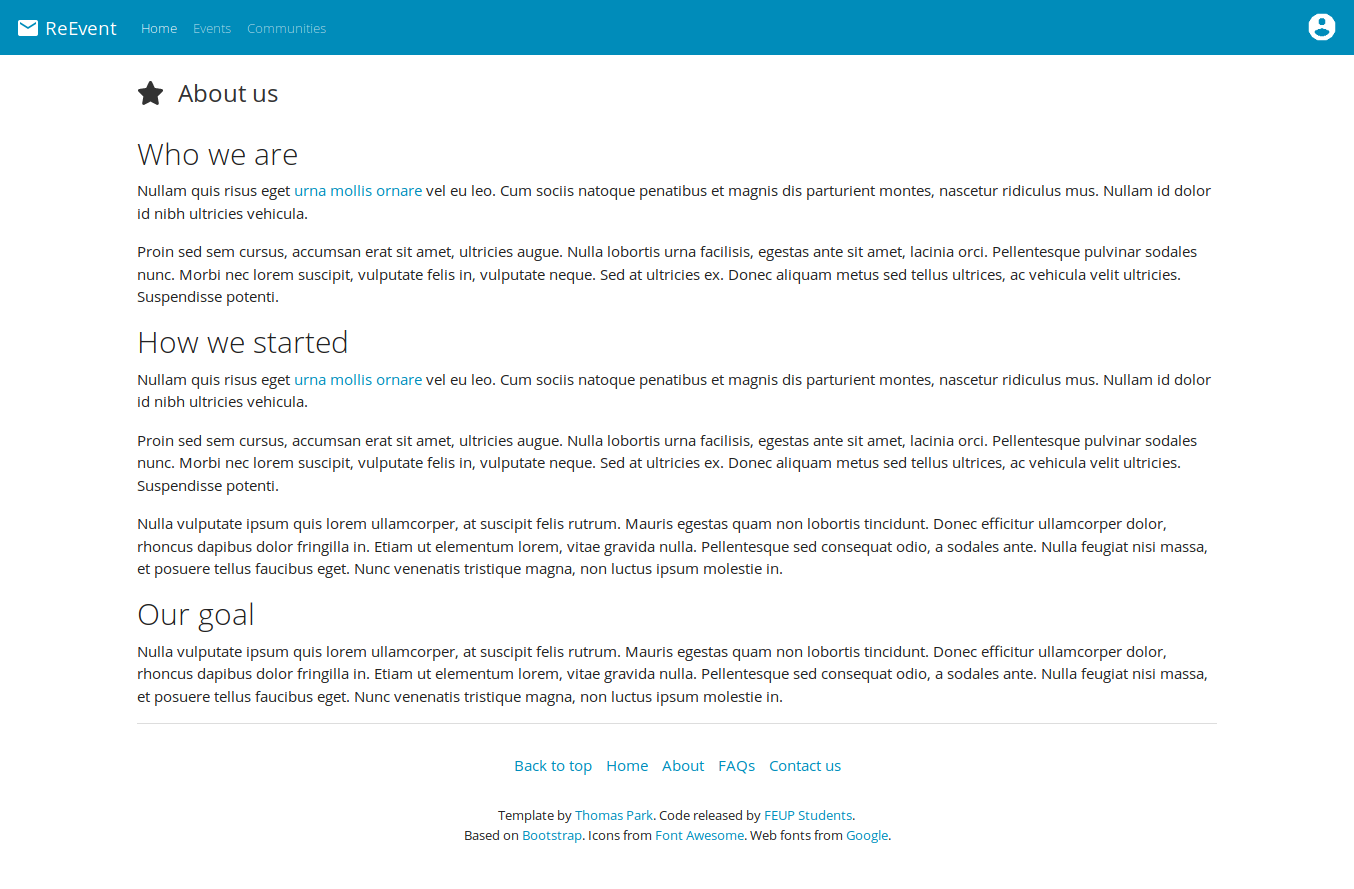 ReEvent Home Events Communities
About us
Who we are
Nullam quis risus eget urna mollis ornare vel eu leo. Cum sociis natoque penatibus et magnis dis parturient montes, nascetur ridiculus mus. Nullam id dolor
id nibh ultricies vehicula.
Proin sed sem cursus, accumsan erat sit amet, ultricies augue. Nulla lobortis urna facilisis, egestas ante sit amet, lacinia orci. Pellentesque pulvinar sodales
nunc. Morbi nec lorem suscipit, vulputate felis in, vulputate neque. Sed at ultricies ex. Donec aliquam metus sed tellus ultrices, ac vehicula velit ultricies.
Suspendisse potenti.
How we started
Nullam quis risus eget urna mollis ornare vel eu leo. Cum sociis natoque penatibus et magnis dis parturient montes, nascetur ridiculus mus. Nullam id dolor
id nibh ultricies vehicula.
Proin sed sem cursus, accumsan erat sit amet, ultricies augue. Nulla lobortis urna facilisis, egestas ante sit amet, lacinia orci. Pellentesque pulvinar sodales
nunc. Morbi nec lorem suscipit, vulputate felis in, vulputate neque. Sed at ultricies ex. Donec aliquam metus sed tellus ultrices, ac vehicula velit ultricies.
Suspendisse potenti.
Nulla vulputate ipsum quis lorem ullamcorper, at suscipit felis rutrum. Mauris egestas quam non lobortis tincidunt. Donec efficitur ullamcorper dolor,
rhoncus dapibus dolor fringilla in. Etiam ut elementum lorem, vitae gravida nulla. Pellentesque sed consequat odio, a sodales ante. Nulla feugiat nisi massa,
et posuere tellus faucibus eget. Nunc venenatis tristique magna, non luctus ipsum molestie in.
Our goal
Nulla vulputate ipsum quis lorem ullamcorper, at suscipit felis rutrum. Mauris egestas quam non lobortis tincidunt. Donec efficitur ullamcorper dolor,
rhoncus dapibus dolor fringilla in. Etiam ut elementum lorem, vitae gravida nulla. Pellentesque sed consequat odio, a sodales ante. Nulla feugiat nisi massa,
et posuere tellus faucibus eget. Nunc venenatis tristique magna, non luctus ipsum molestie in.
Back to top Home About FAQs Contact us
Template by Thomas Park. Code released by FEUP Students.
Based on Bootstrap. Icons from Font Awesome. Web fonts from Google.